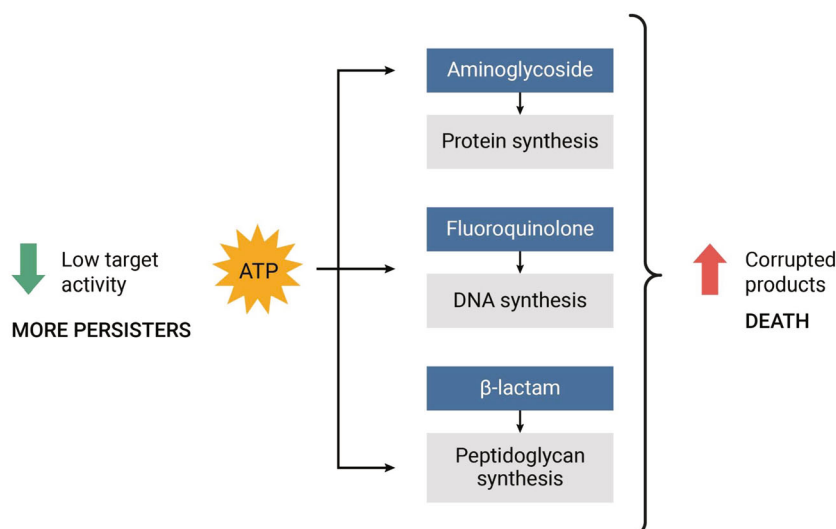 Low target
activity
MORE PERSISTERS
ATP
Aminoglycoside
Protein synthesis
Fluoroquinolone
DNA synthesis
β-lactam
Peptidoglycan
synthesis
Corrupted
products
DEATH